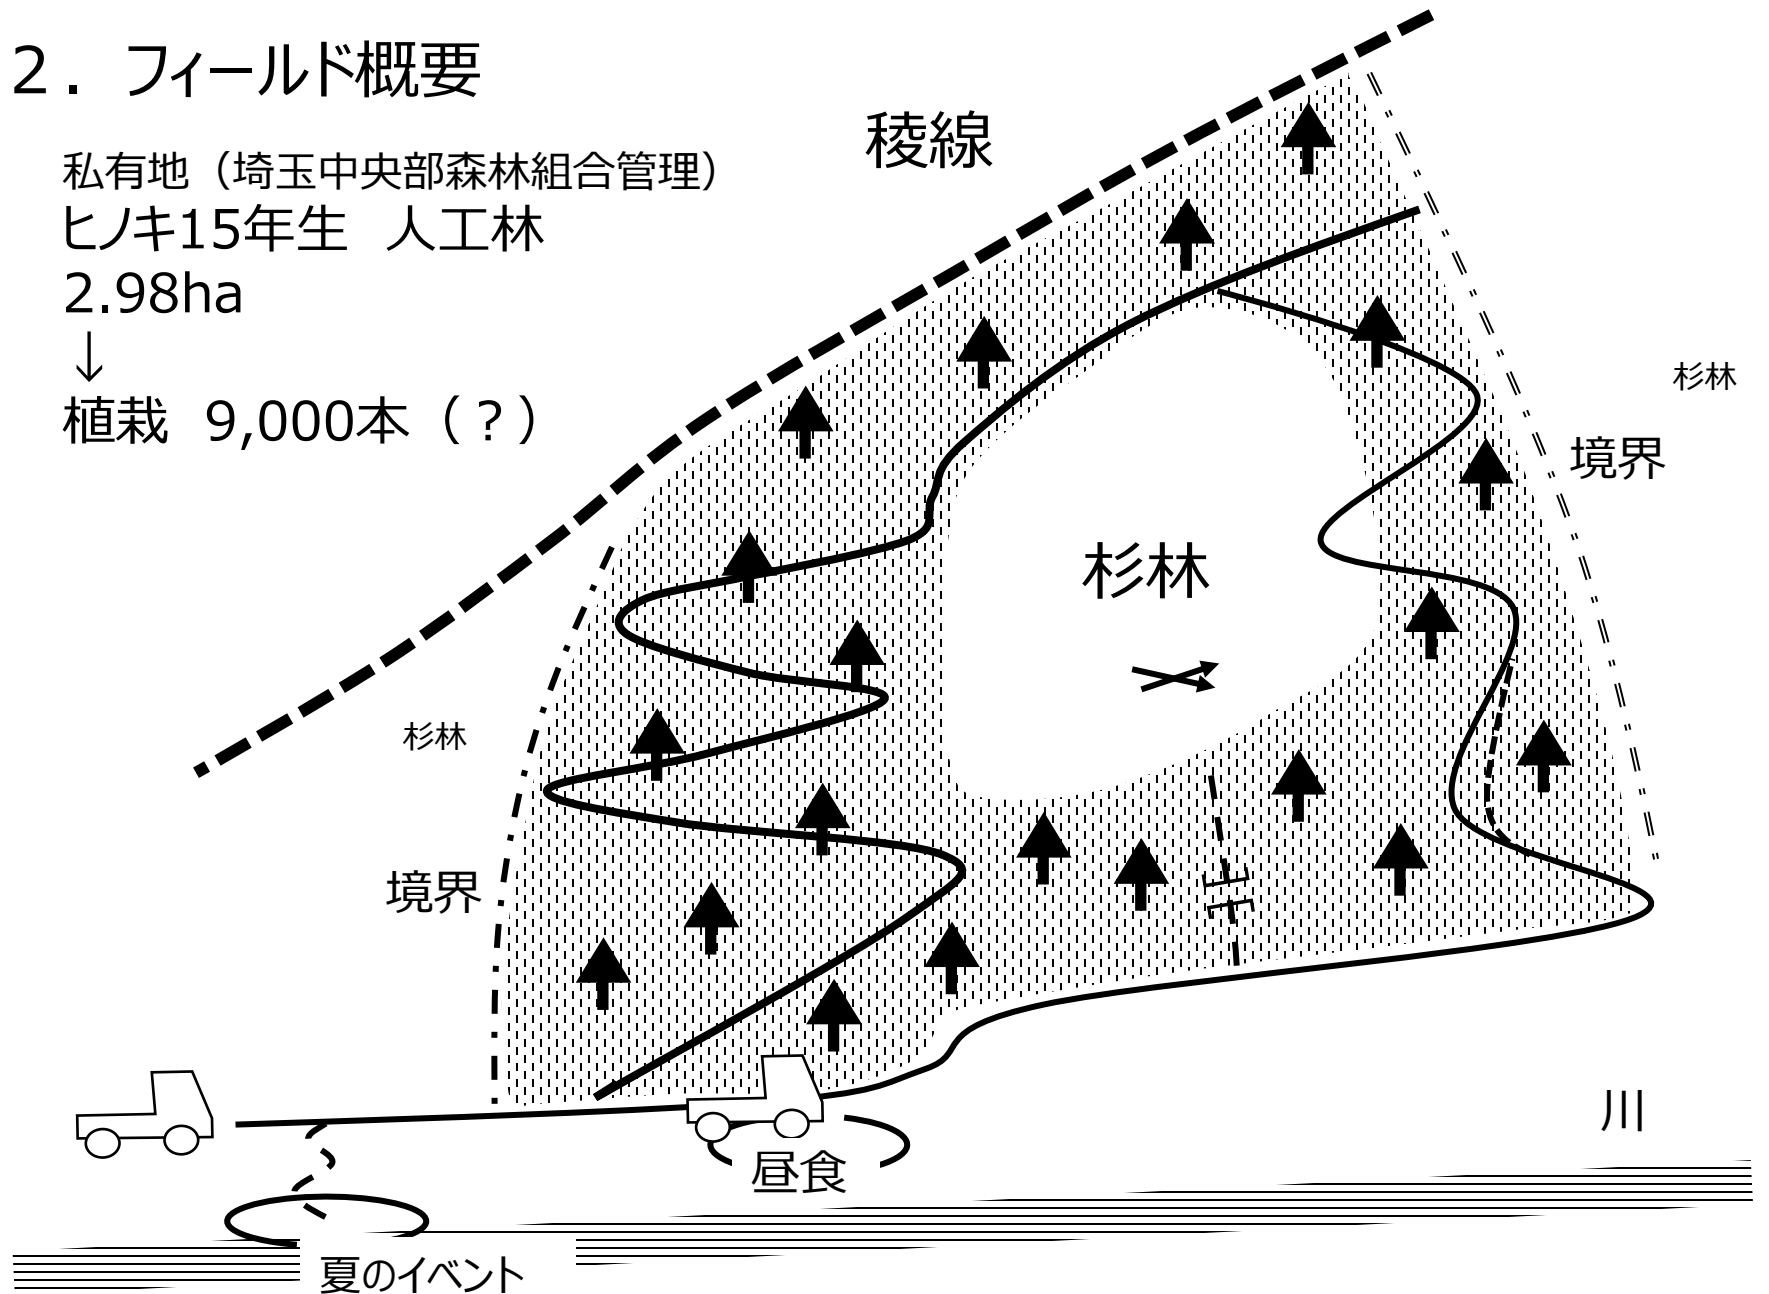 ２. フィールド概要
私有地（埼玉中央部森林組合管理）
ヒノキ15年生　人工林
2.98ha
↓
植栽　9,000本（？）
稜線
杉林
境界
杉林
杉林
境界
川
昼食
夏のイベント